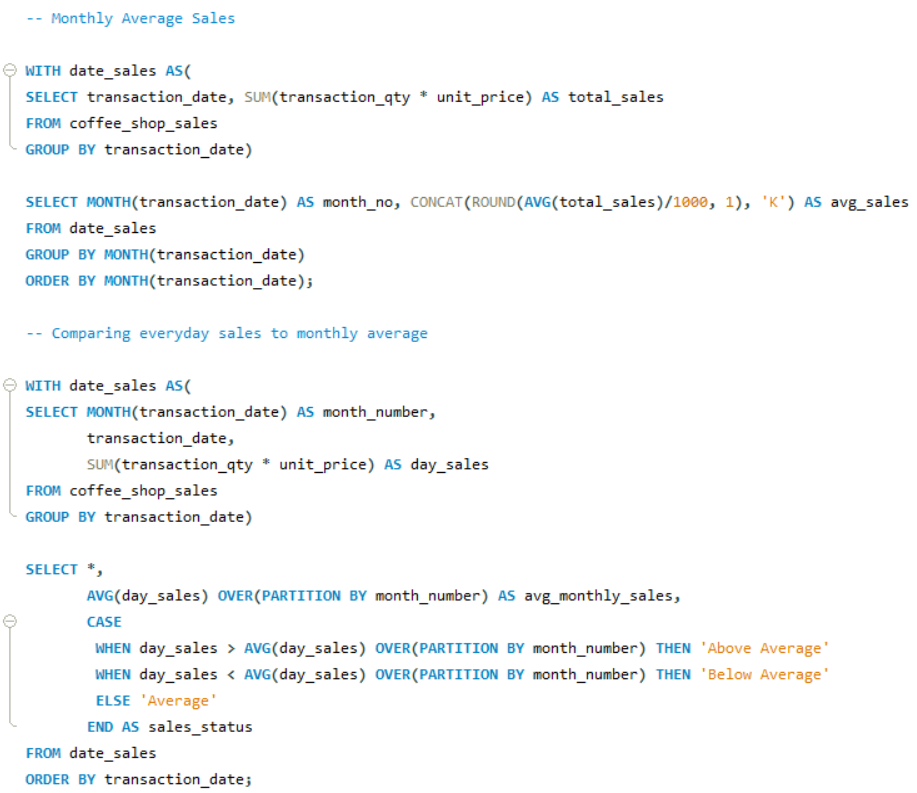 -- Monthly Average Sales
WITH date_sales AS(
SELECT transaction_date, SUM(transaction_qty * unit_price) AS total_sales
FROM coffee_shop_sales
GROUP BY transaction_date)
SELECT MONTH(transaction_date) AS month_no, CONCAT(ROUND(AVG(total_sales)/1000, 1), 'K') AS avg_sales
FROM date_sales
GROUP BY MONTH(transaction_date)
ORDER BY MONTH(transaction_date);
-- Comparing everyday sales to monthly average
WITH date_sales AS(
SELECT MONTH(transaction_date) AS month_number,
transaction_date,
SUM(transaction_qty * unit_price) AS day_sales
FROM coffee_shop_sales
GROUP BY transaction_date)
SELECT *,
AVG(day_sales) OVER(PARTITION BY month_number) AS avg_monthly_sales,
CASE
WHEN day_sales > AVG(day_sales) OVER(PARTITION BY month_number) THEN 'Above Average'
WHEN day_sales < AVG(day_sales) OVER(PARTITION BY month_number) THEN 'Below Average'
ELSE 'Average'
END AS sales_status
FROM date_sales
ORDER BY transaction_date;